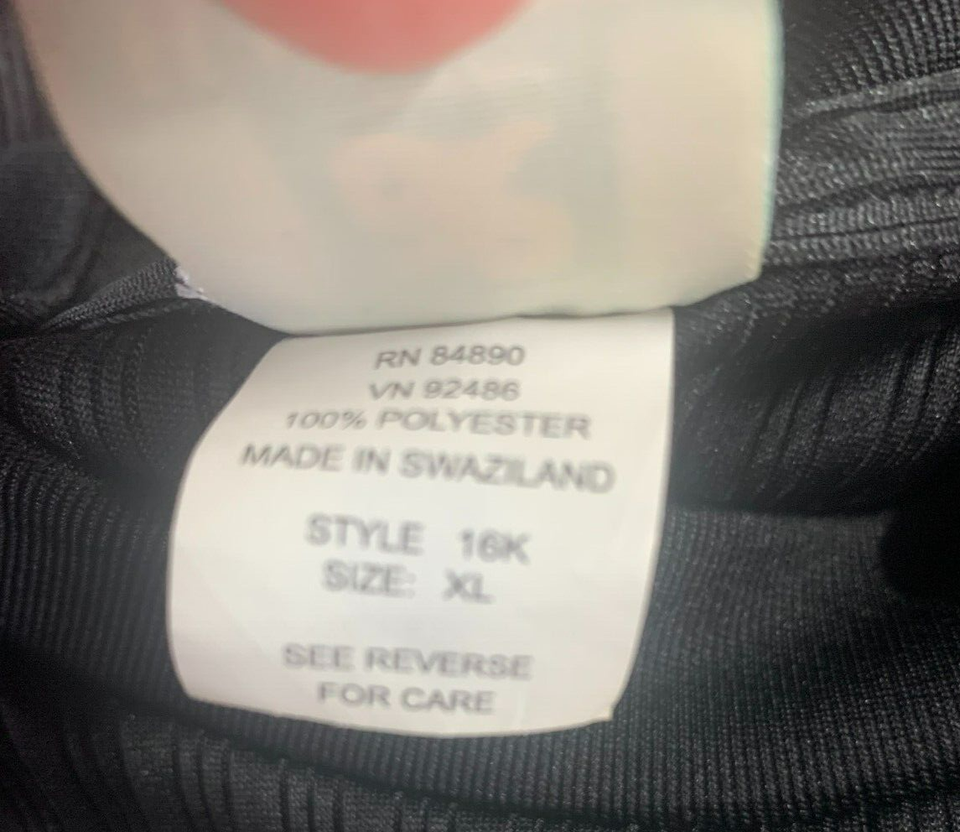 RN 84890
VN 92486
100% POLYESTER
MADE IN SWAZILAND
STYLE 16K
SIZE: XL
SEE REVERSE
FOR CARE